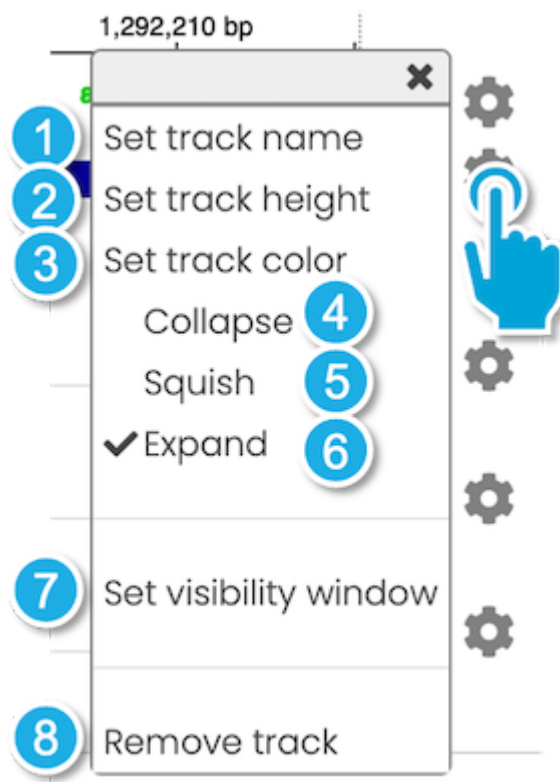 1,292,210 bp
1 Set track name
2 Set track height
3 Set track color
Collapse 4
Squish 5
Expand 6
7 Set visibility window
8 Remove track